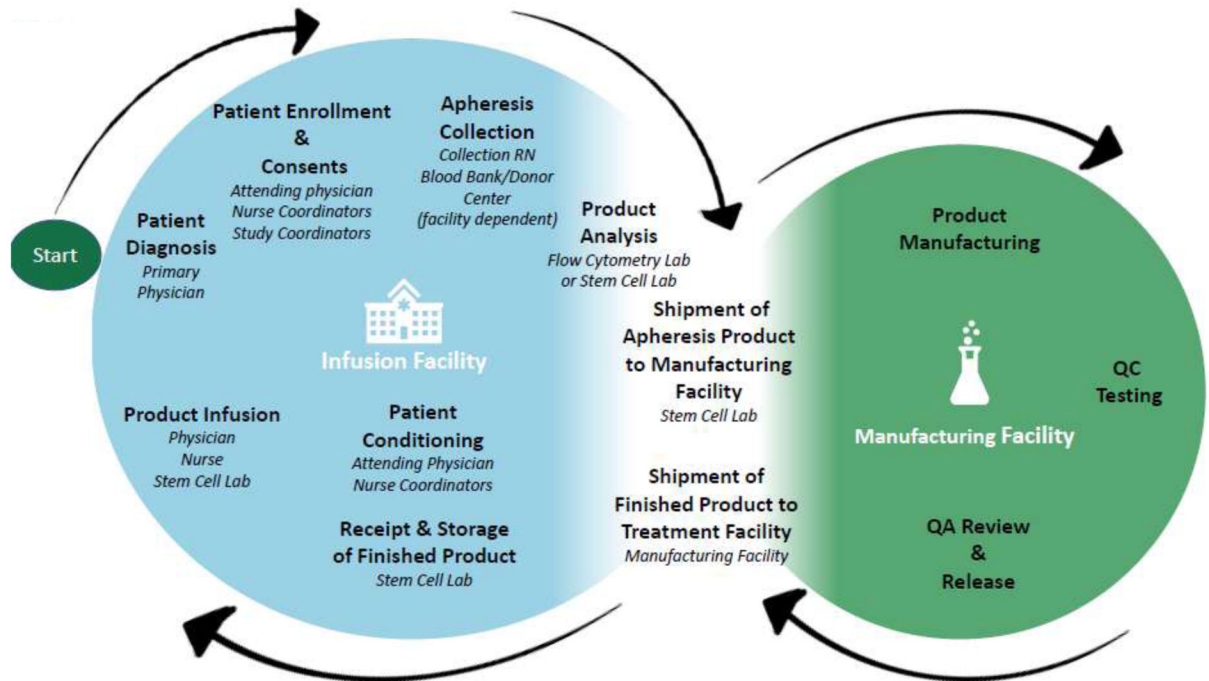 Start
Patient
Diagnosis
Primary
Physician
Patient Enrollment
&
Consents
Attending physician
Nurse Coordinators
Study Coordinators
Apheresis
Collection
Collection RN
Blood Bank/Donor
Center
(facility dependent)
Product
Analysis
Flow Cytometry Lab
or Stem Cell Lab
Shipment of
Apheresis Product
to Manufacturing
Facility
Stem Cell Lab
Product
Manufacturing
QC
Testing
Manufacturing Facility
QA Review
&
Release
Shipment of
Finished Product to
Treatment Facility
Manufacturing Facility
Infusion Facility
Receipt & Storage
of Finished Product
Stem Cell Lab
Patient
Conditioning
Attending Physician
Nurse Coordinators
Product Infusion
Physician
Nurse
Stem Cell Lab